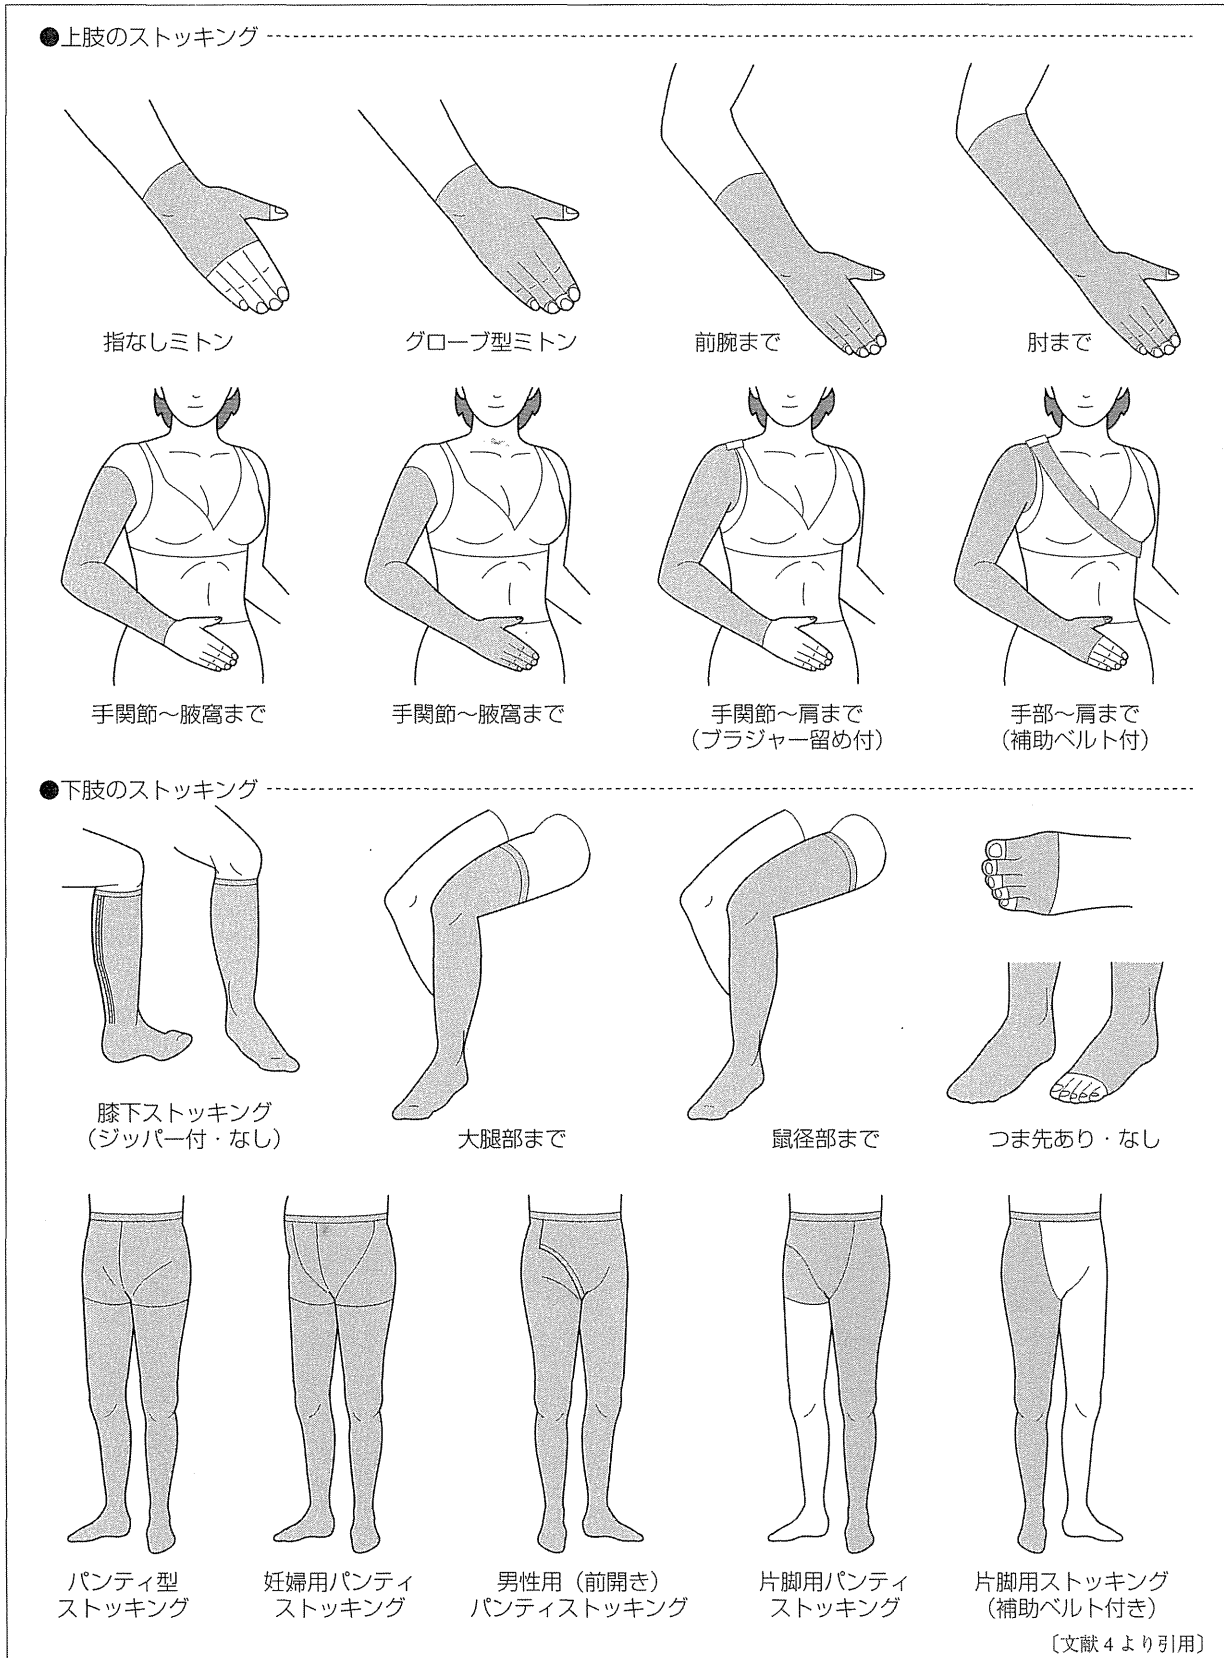 ●上肢のストッキング
指なしミトン
グローブ型ミトン
前腕まで
肘まで
手関節〜腋窩まで
手関節〜腋窩まで
手関節〜肩まで
(ブラジャー留め付)
手部〜肩まで
(補助ベルト付)
●下肢のストッキング
膝下ストッキング
(ジッパー付・なし)
大腿部まで
鼠径部まで
つま先あり・なし
パンティ型
ストッキング
妊婦用パンティ
ストッキング
男性用(前開き)
パンティストッキング
片脚用パンティ
ストッキング
片脚用ストッキング
(補助ベルト付き)
〔文献4より引用〕